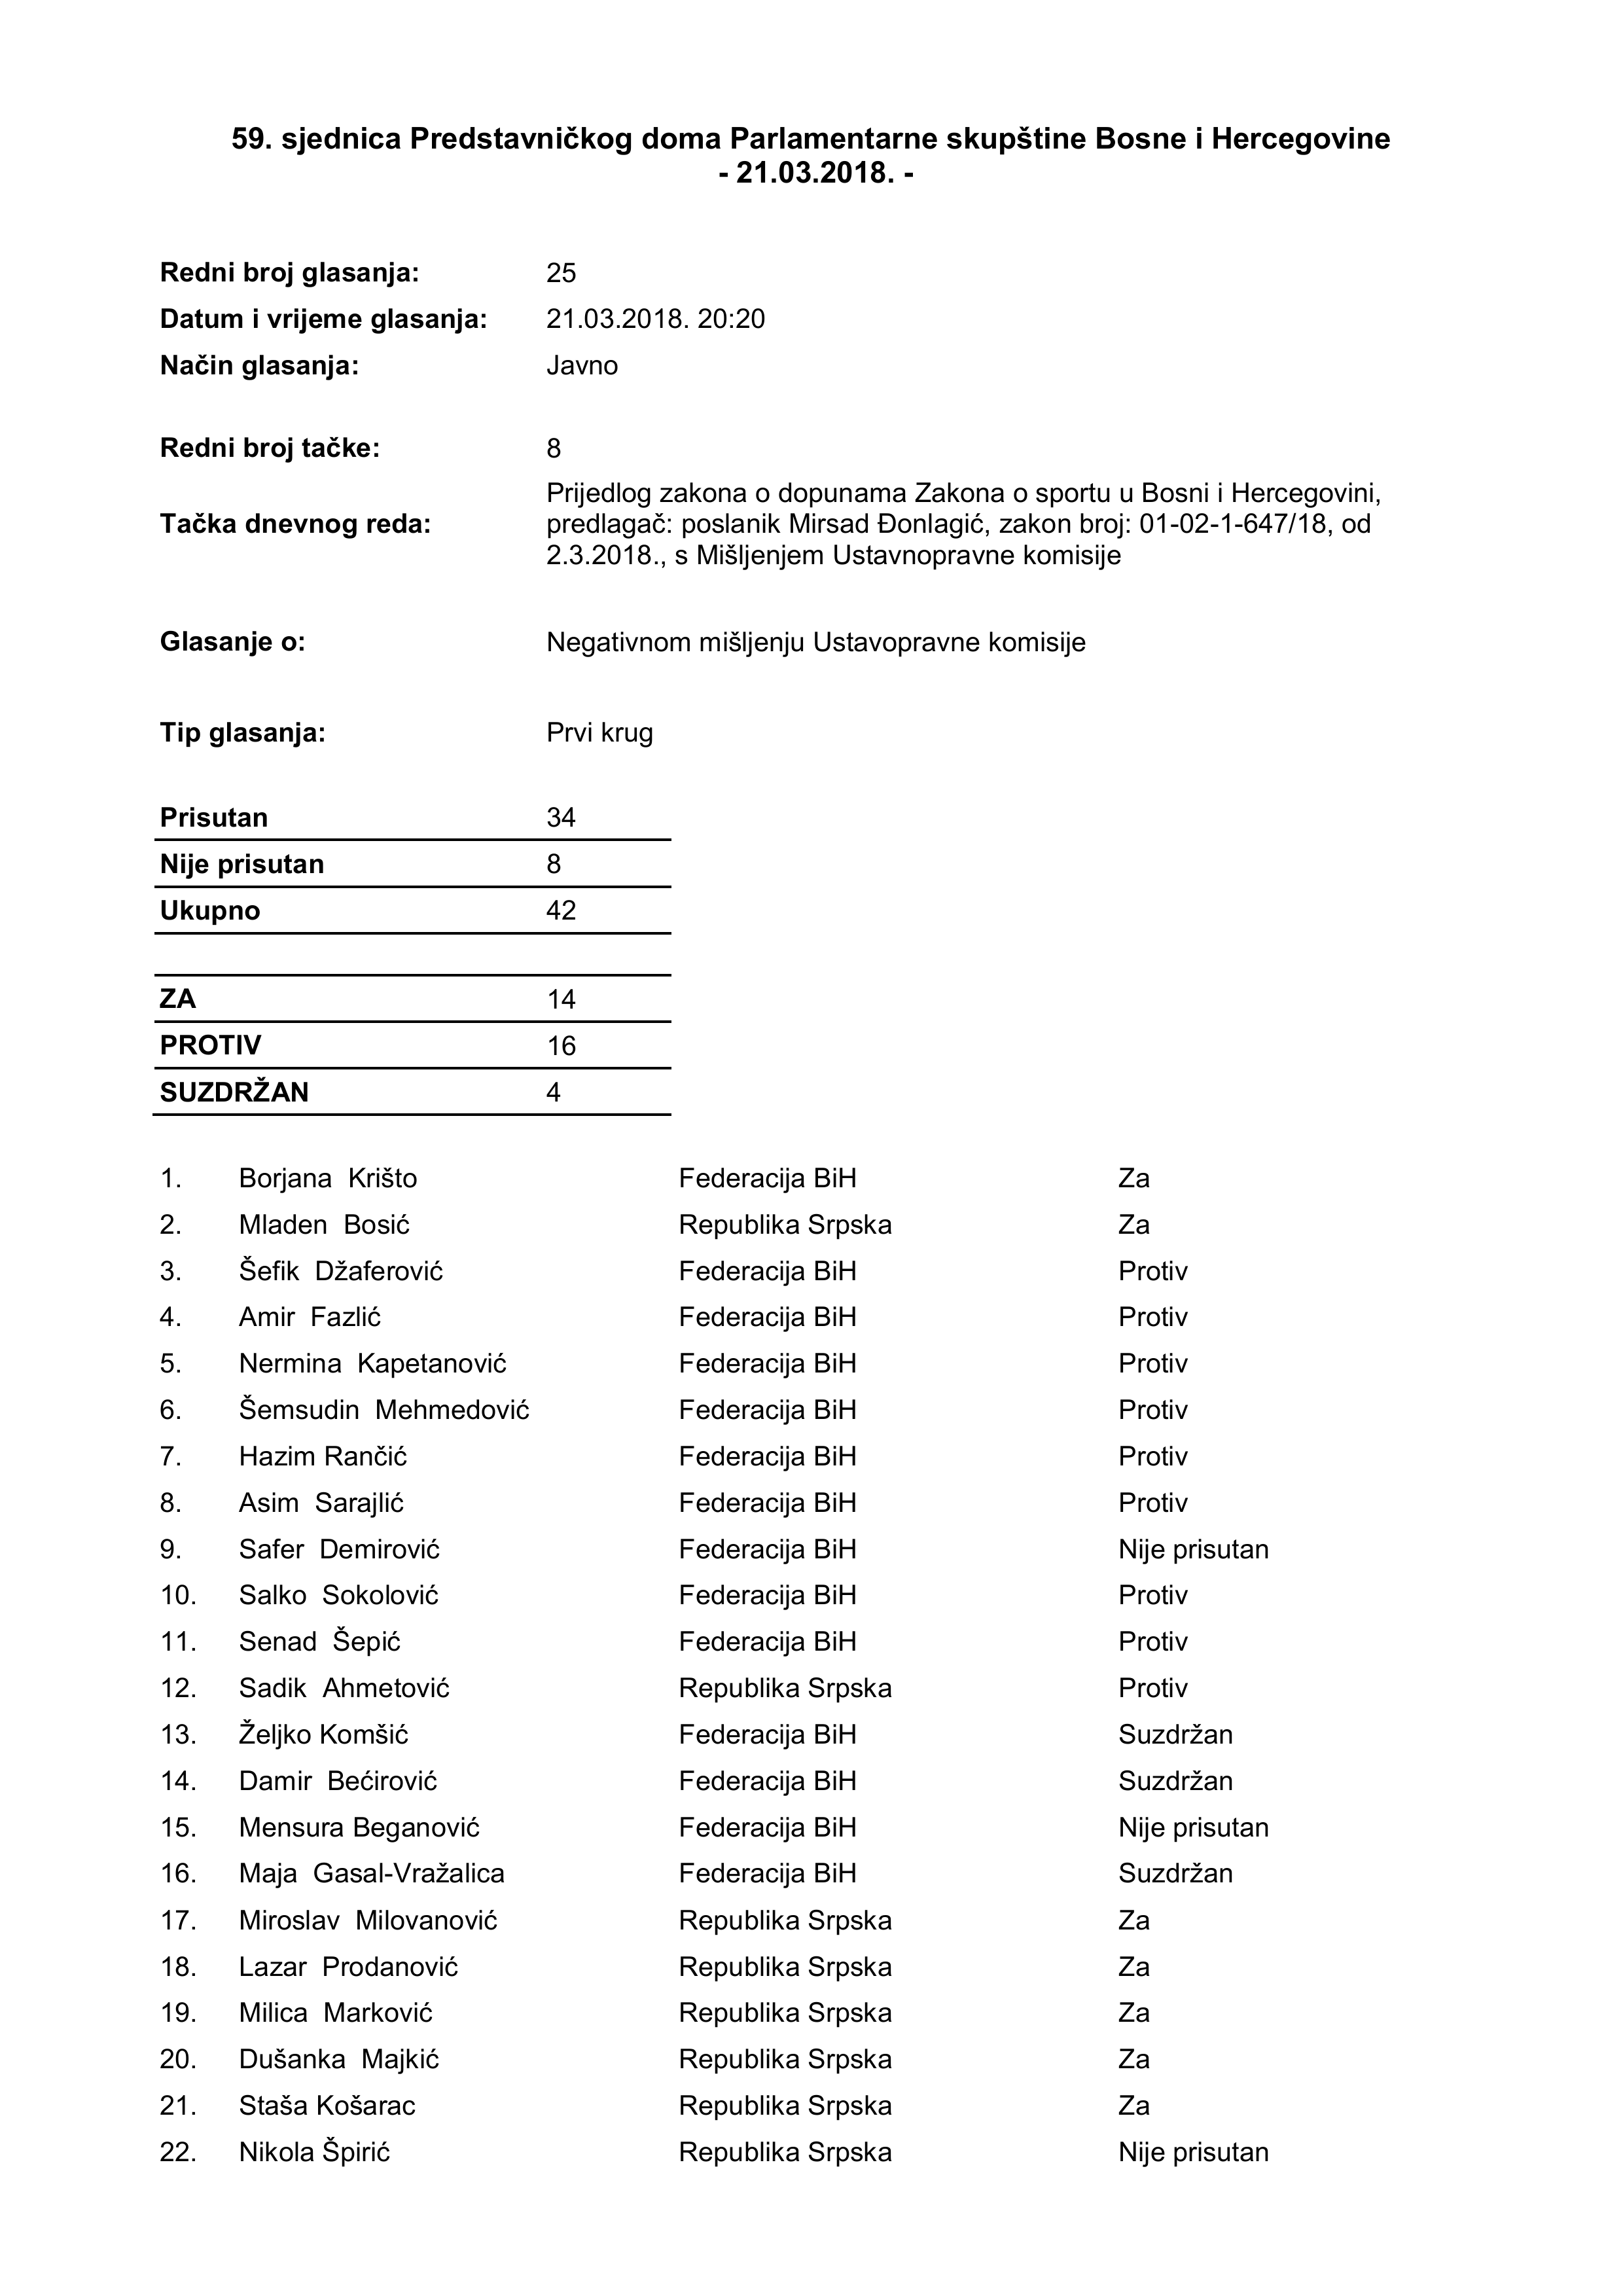 59. sjednica Predstavničkog doma Parlamentarne skupštine Bosne i Hercegovine
- 21.03.2018. -
Redni broj glasanja: 25
Datum i vrijeme glasanja: 21.03.2018. 20:20
Način glasanja: Javno
Redni broj tačke: 8
Tačka dnevnog reda: Prijedlog zakona o dopunama Zakona o sportu u Bosni i Hercegovini,
predlagač: poslanik Mirsad Đonlagić, zakon broj: 01-02-1-647/18, od
2.3.2018., s Mišljenjem Ustavnopravne komisije
Glasanje o: Negativnom mišljenju Ustavopravne komisije
Tip glasanja: Prvi krug
Prisutan 34
Nije prisutan 8
Ukupno 42
ZA 14
PROTIV 16
SUZDRŽAN 4
1. Borjana Krišto Federacija BiH Za
2. Mladen Bosić Republika Srpska Za
3. Šefik Džaferović Federacija BiH Protiv
4. Amir Fazlić Federacija BiH Protiv
5. Nermina Kapetanović Federacija BiH Protiv
6. Šemsudin Mehmedović Federacija BiH Protiv
7. Hazim Rančić Federacija BiH Protiv
8. Asim Sarajlić Federacija BiH Protiv
9. Safer Demirović Federacija BiH Nije prisutan
10. Salko Sokolović Federacija BiH Protiv
11. Senad Šepić Federacija BiH Protiv
12. Sadik Ahmetović Republika Srpska Protiv
13. Željko Komšić Federacija BiH Suzdržan
14. Damir Bećirović Federacija BiH Suzdržan
15. Mensura Beganović Federacija BiH Nije prisutan
16. Maja Gasal-Vražalica Federacija BiH Suzdržan
17. Miroslav Milovanović Republika Srpska Za
18. Lazar Prodanović Republika Srpska Za
19. Milica Marković Republika Srpska Za
20. Dušanka Majkić Republika Srpska Za
21. Staša Košarac Republika Srpska Za
22. Nikola Špirić Republika Srpska Nije prisutan